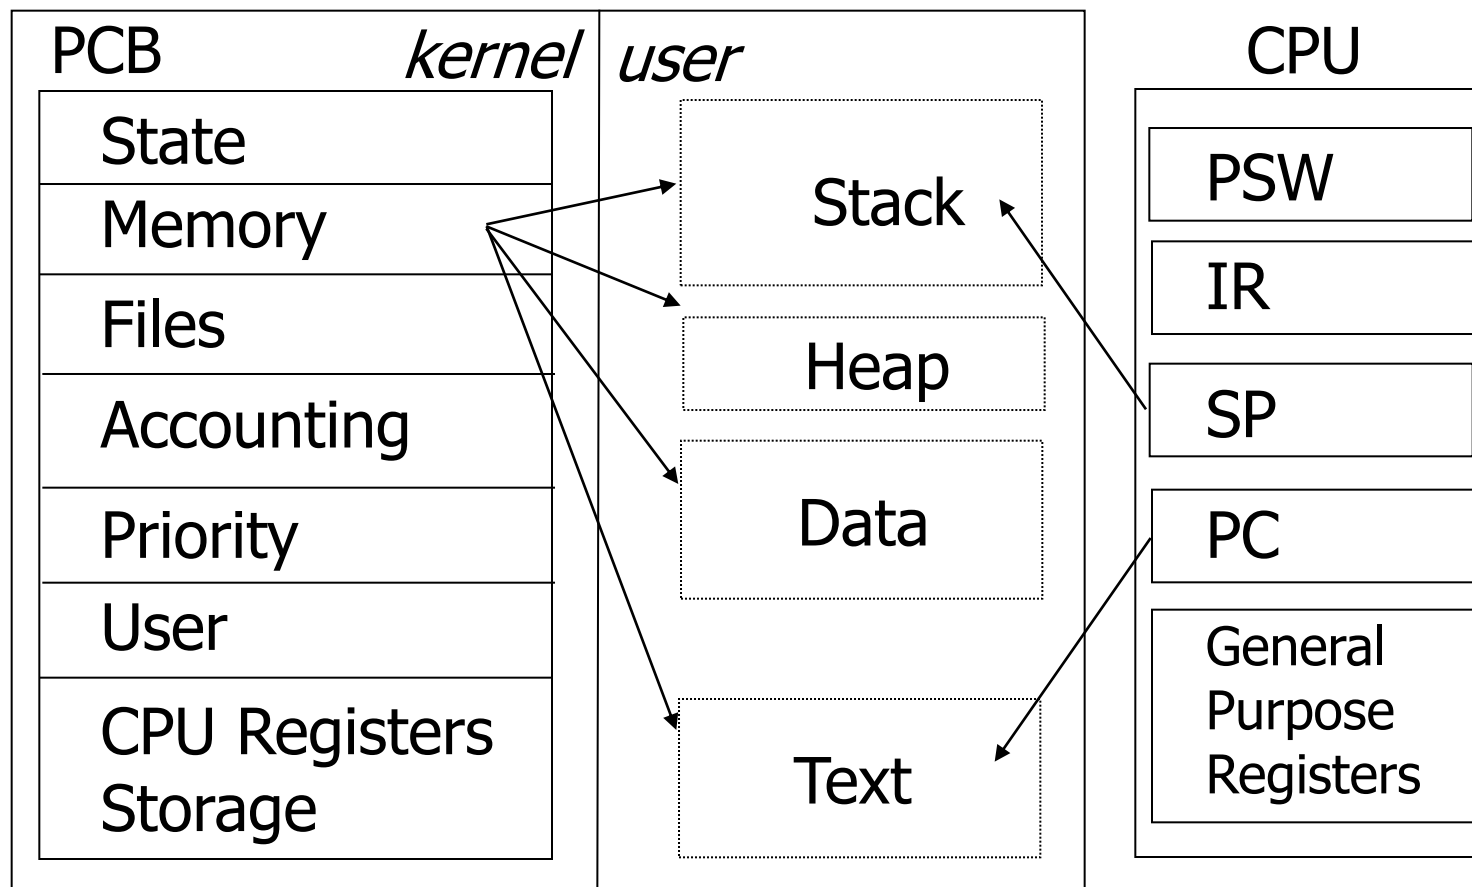 PCB
kernel
user
CPU
State
Memory
Files
Accounting
Priority
User
CPU Registers
Storage
Stack
Heap
Data
Text
PSW
IR
SP
PC
General
Purpose
Registers